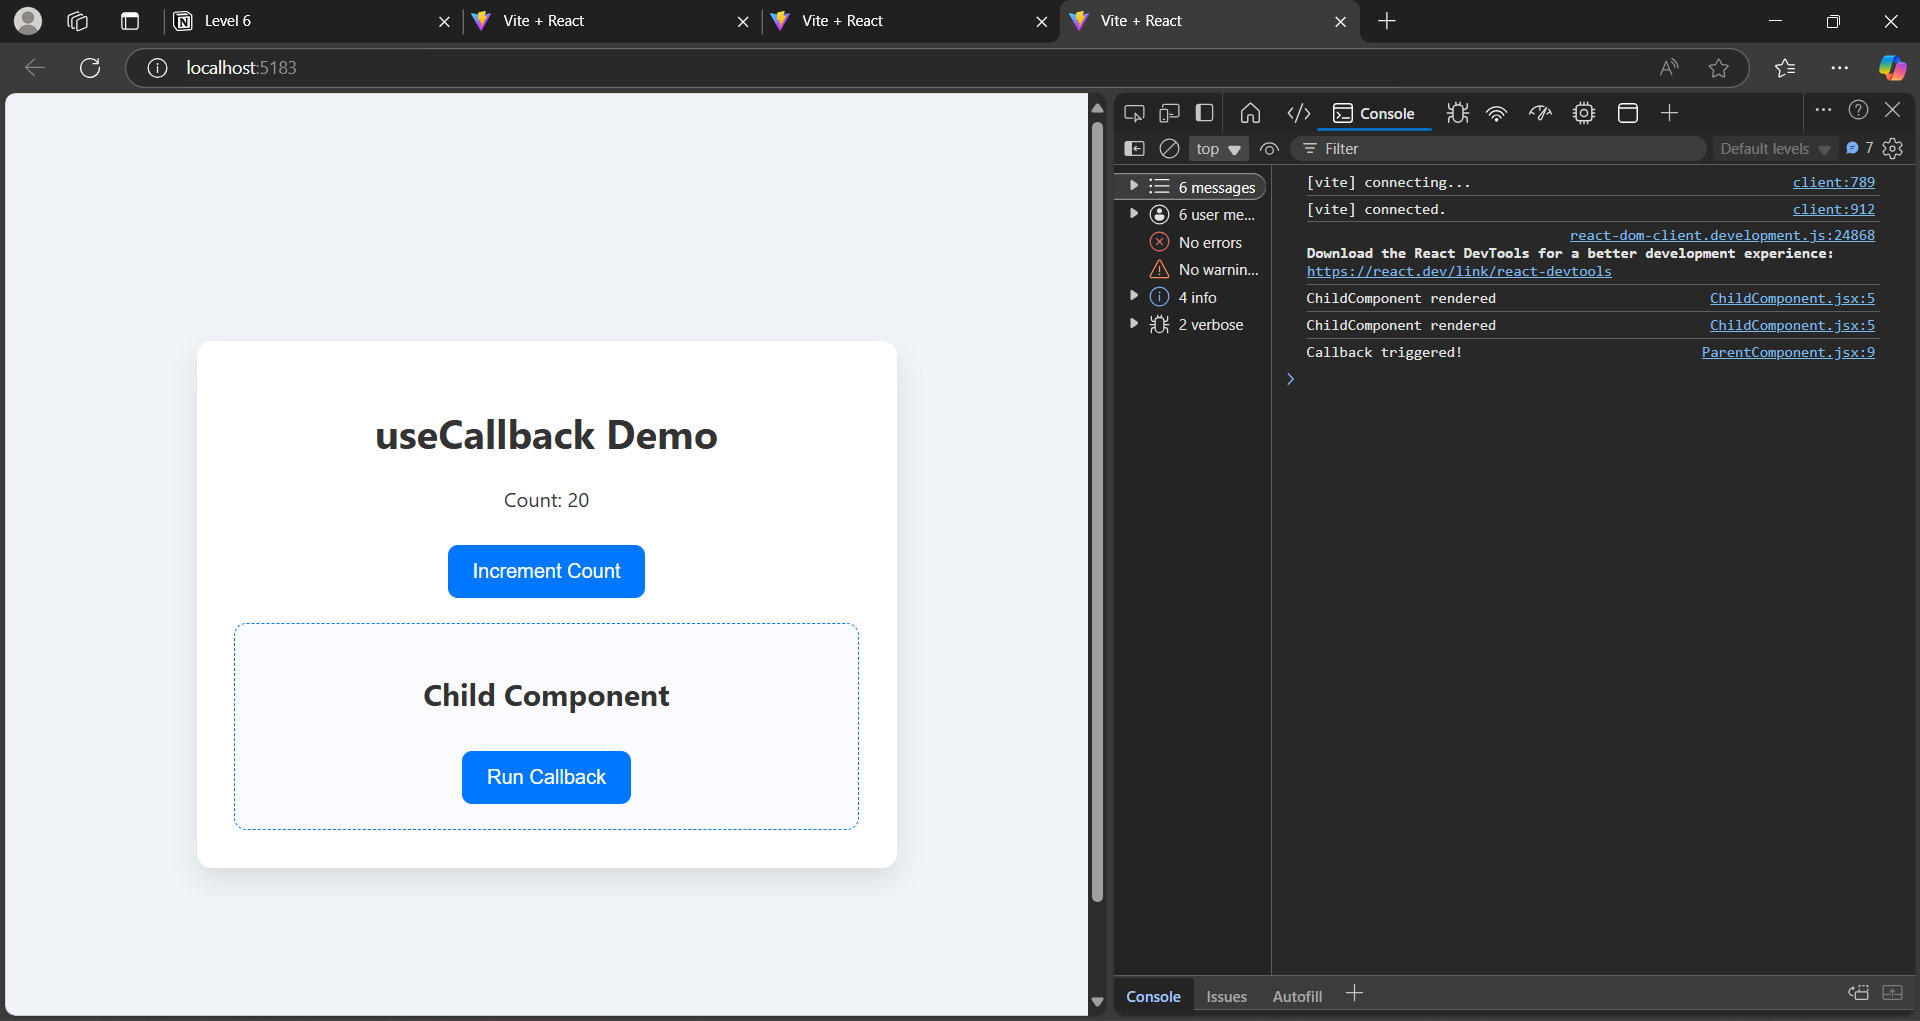 Level 6
Vite + React
Vite + React
Vite + React
localhost:5183
useCallback Demo
Count: 20
Increment Count
Child Component
Run Callback
Console
top
Filter
Default levels
7
6 messages
6 user me...
No errors
No warnin...
4 info
2 verbose
[vite] connecting... client:789
[vite] connected. client:912
react-dom-client.development.js:24868
Download the React DevTools for a better development experience:
https://react.dev/link/react-devtools
ChildComponent rendered ChildComponent.jsx:5
ChildComponent rendered ChildComponent.jsx:5
Callback triggered! ParentComponent.jsx:9
Console Issues Autofill